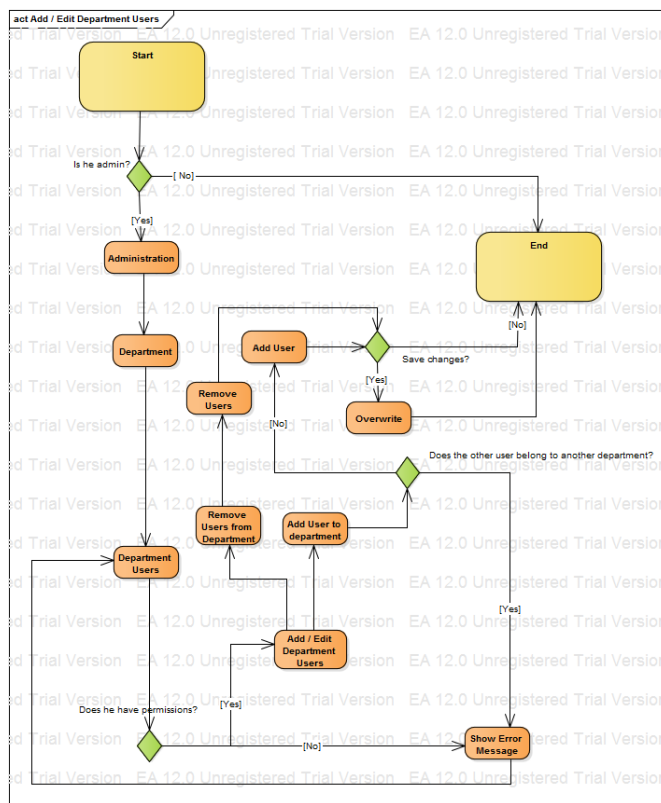 act Add / Edit Department Users
EA 12.0 Unregistered Trial Version
Start
Is he admin?
[ No]
[Yes]
Administration
End
Department
Add User
[No]
Save changes?
[Yes]
Remove
Users
Overwrite
[No]
Does the other user belong to another department?
Remove
Users from
Department
Add User to
department
Department
Users
[Yes]
Add / Edit
Department
Users
[Yes]
Does he have permissions?
[No]
Show Error
Message